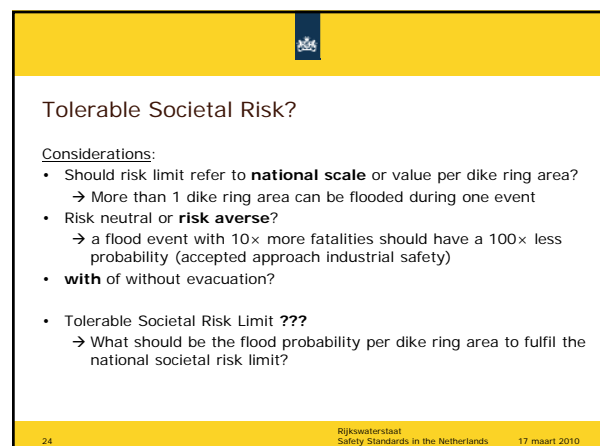 Tolerable Societal Risk?
Considerations:
• Should risk limit refer to national scale or value per dike ring area?
→ More than 1 dike ring area can be flooded during one event
• Risk neutral or risk averse?
→ a flood event with 10× more fatalities should have a 100× less
probability (accepted approach industrial safety)
• with of without evacuation?
• Tolerable Societal Risk Limit ???
→ What should be the flood probability per dike ring area to fulfil the
national societal risk limit?
Rijkswaterstaat
24 Safety Standards in the Netherlands 17 maart 2010